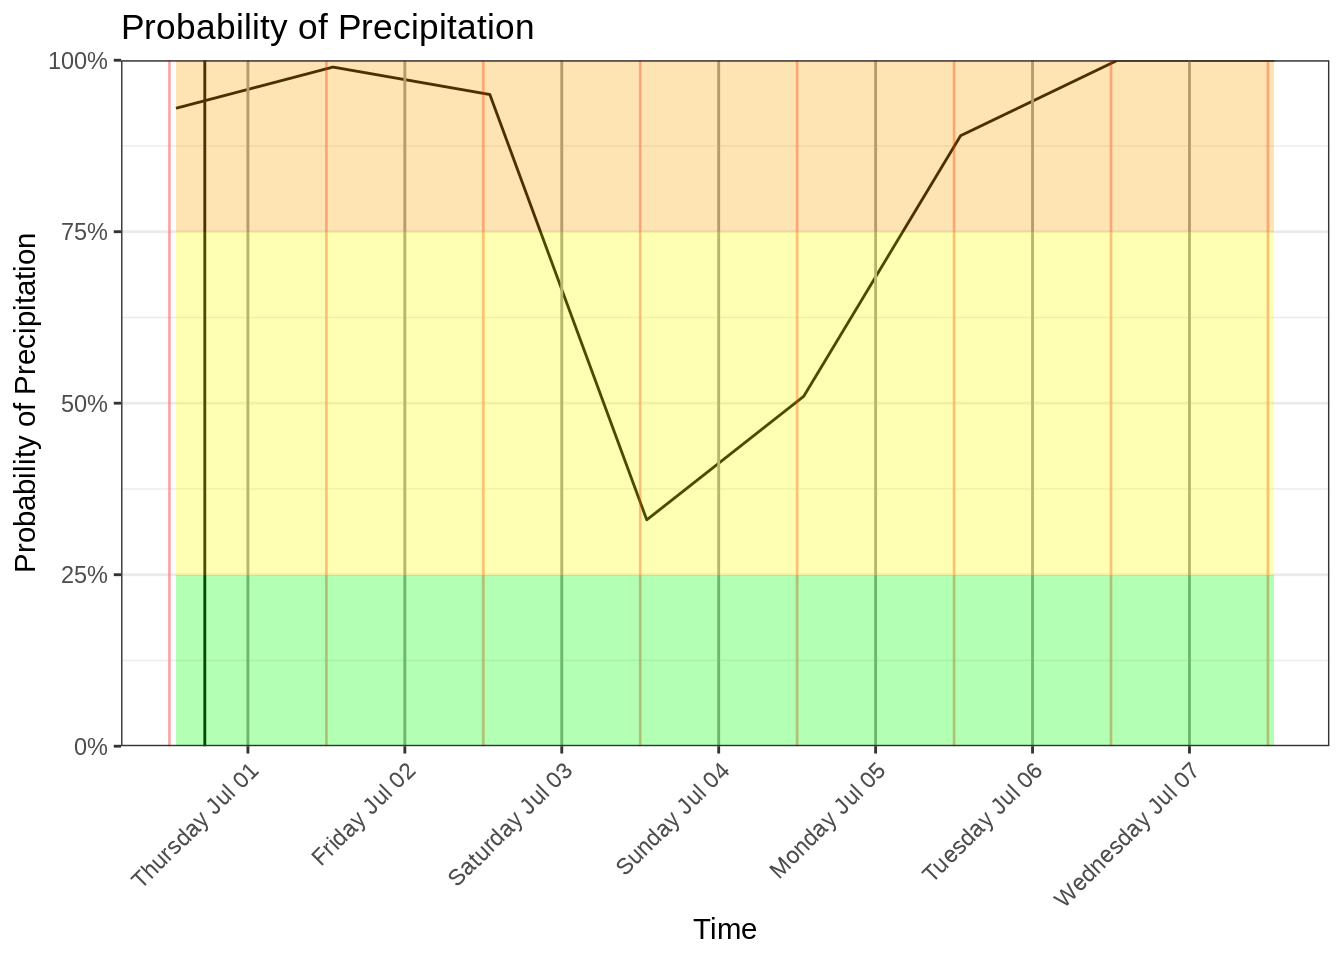 Probability of Precipitation
Probability of Precipitation
100%
75%
50%
25%
0%
Thursday Jul 01
Friday Jul 02
Saturday Jul 03
Sunday Jul 04
Monday Jul 05
Tuesday Jul 06
Wednesday Jul 07
Time